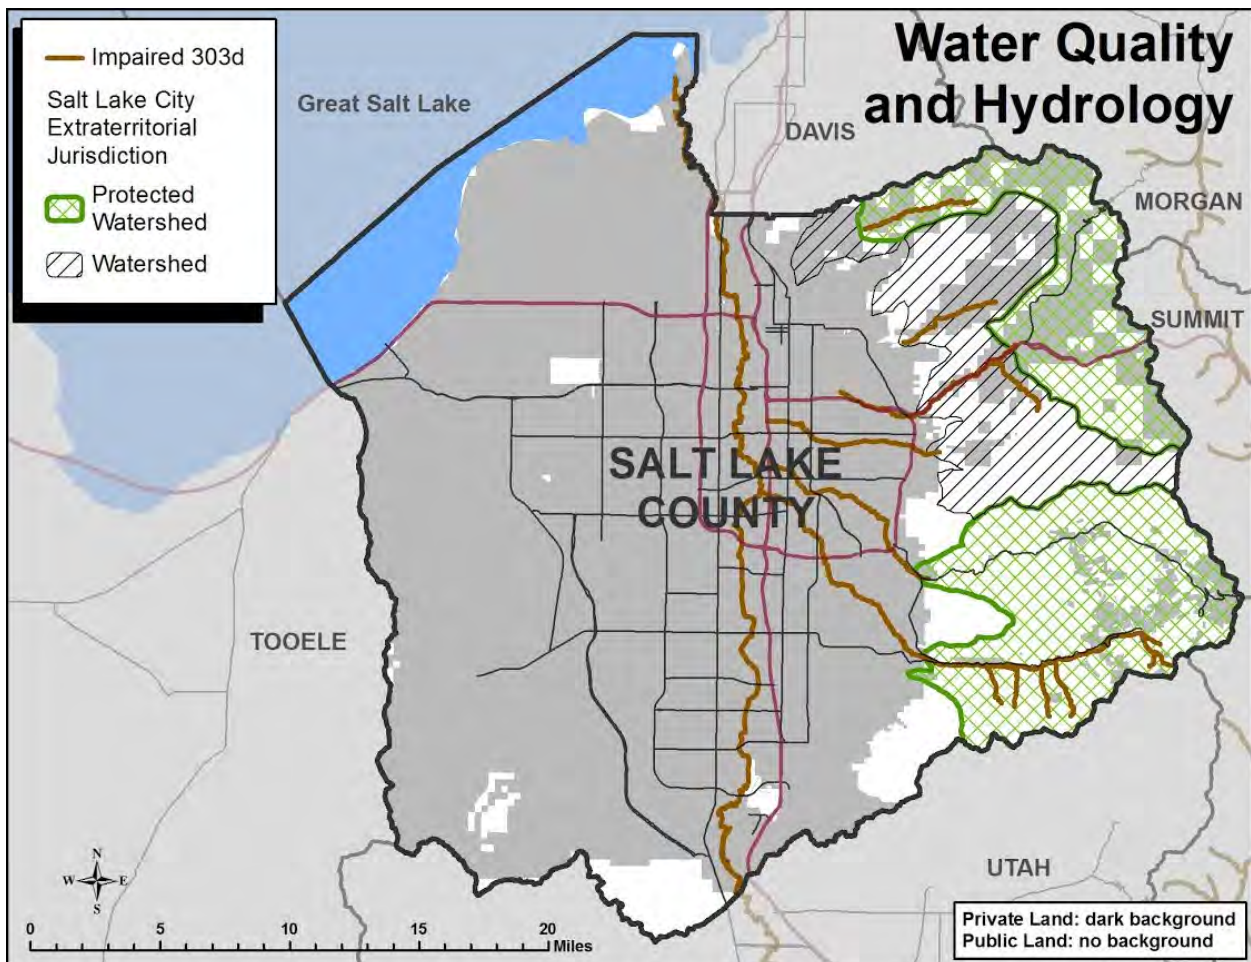 Water Quality
and Hydrology
Impaired 303d
Salt Lake City
Extraterritorial
Jurisdiction
Protected
Watershed
Watershed
Great Salt Lake
DAVIS
MORGAN
SUMMIT
SALT LAKE
COUNTY
TOOELE
UTAH
N
W E
S
0 5 10 15 20
Miles
Private Land: dark background
Public Land: no background